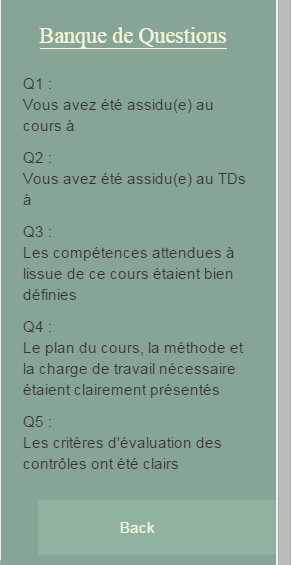 Banque de Questions
Q1 :
Vous avez été assidu(e) au
cours à
Q2 :
Vous avez été assidu(e) au TDs
à
Q3 :
Les compétences attendues à
lissue de ce cours étaient bien
définies
Q4 :
Le plan du cours, la méthode et
la charge de travail nécessaire
étaient clairement présentés
Q5 :
Les critères d'évaluation des
contrôles ont été clairs
Back